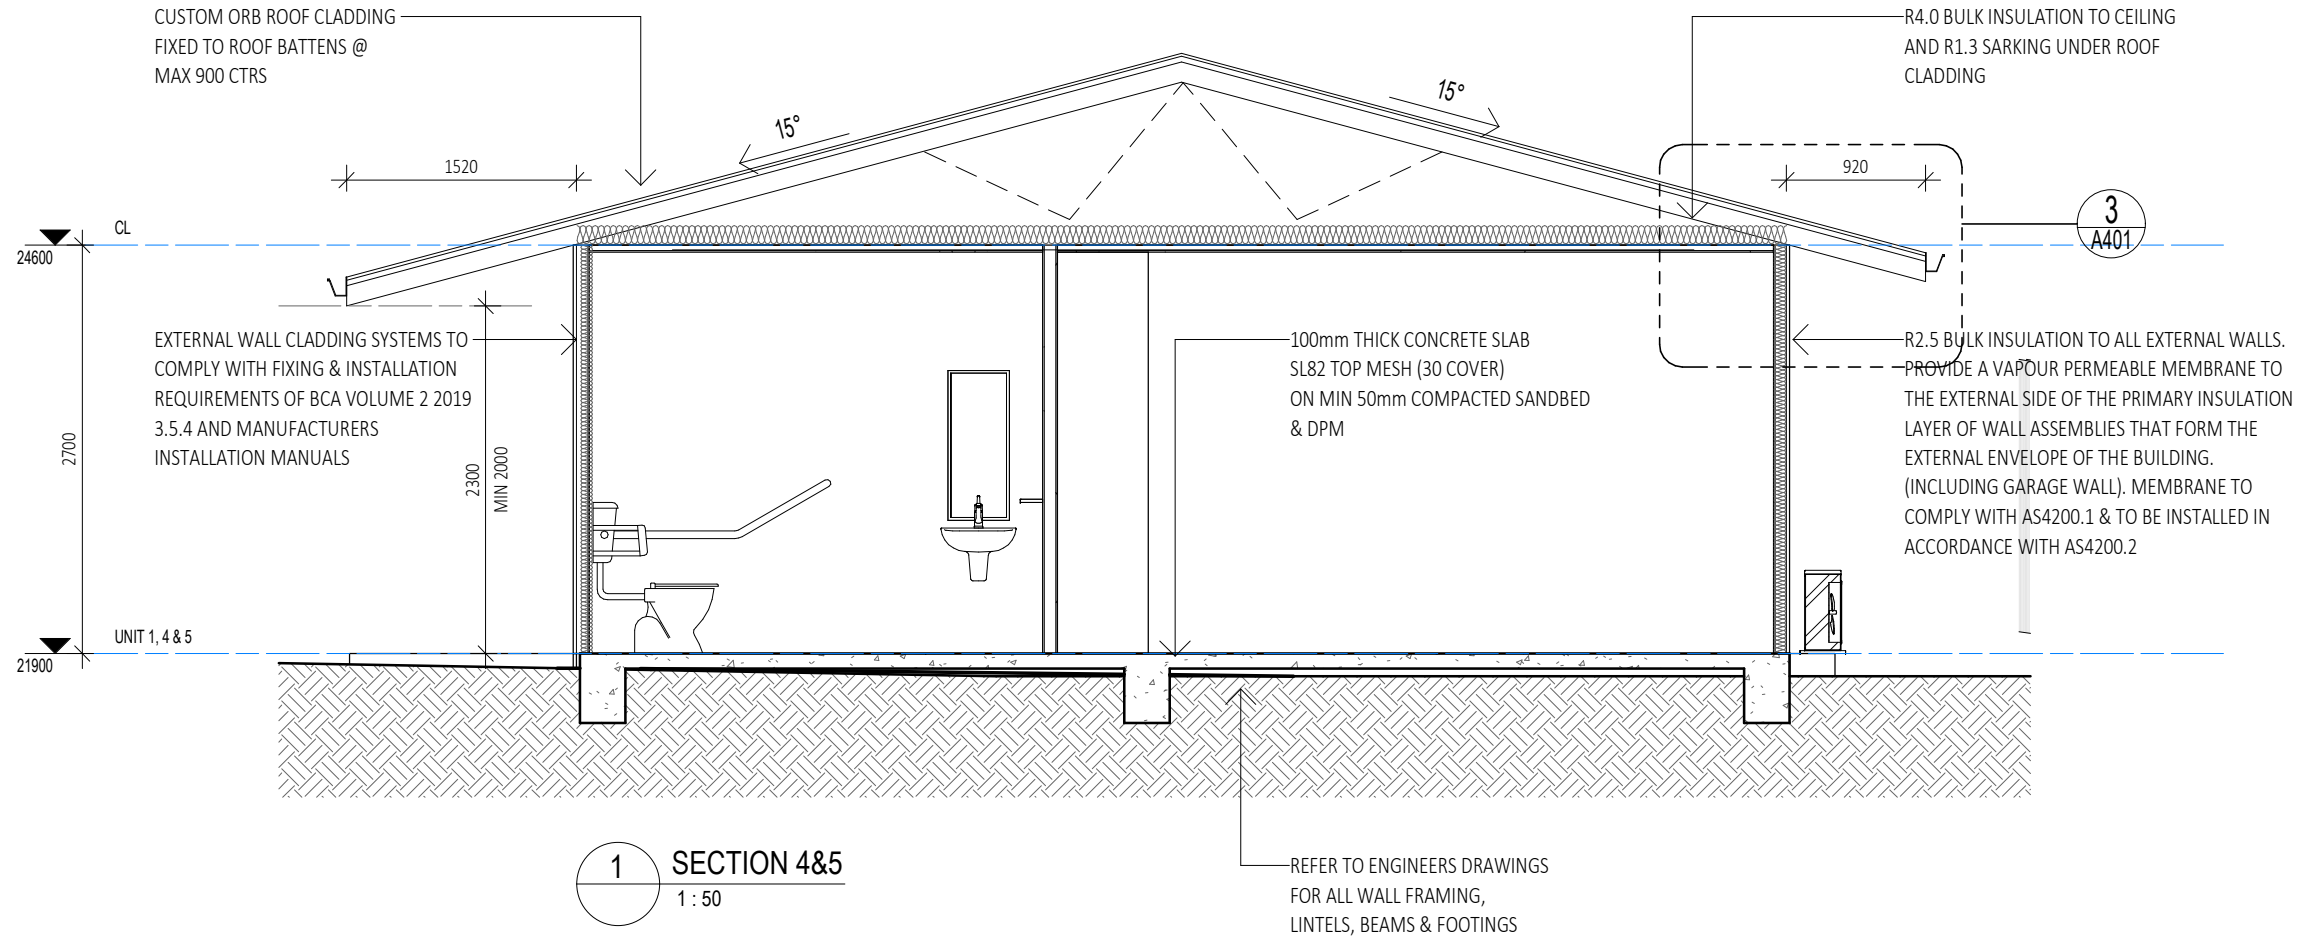 CUSTOM ORB ROOF CLADDING
FIXED TO ROOF BATTENS @
MAX 900 CTRS
R4.0 BULK INSULATION TO CEILING
AND R1.3 SARKING UNDER ROOF
CLADDING
15°
15°
1520
920
3
A401
CL
24600
EXTERNAL WALL CLADDING SYSTEMS TO
COMPLY WITH FIXING & INSTALLATION
REQUIREMENTS OF BCA VOLUME 2 2019
3.5.4 AND MANUFACTURERS
INSTALLATION MANUALS
100mm THICK CONCRETE SLAB
SL82 TOP MESH (30 COVER)
ON MIN 50mm COMPACTED SANDBED
& DPM
R2.5 BULK INSULATION TO ALL EXTERNAL WALLS.
PROVIDE A VAPOUR PERMEABLE MEMBRANE TO
THE EXTERNAL SIDE OF THE PRIMARY INSULATION
LAYER OF WALL ASSEMBLIES THAT FORM THE
EXTERNAL ENVELOPE OF THE BUILDING.
(INCLUDING GARAGE WALL). MEMBRANE TO
COMPLY WITH AS4200.1 & TO BE INSTALLED IN
ACCORDANCE WITH AS4200.2
2700
2300
MIN 2000
UNIT 1, 4 & 5
21900
1
SECTION 4&5
1 : 50
REFER TO ENGINEERS DRAWINGS
FOR ALL WALL FRAMING,
LINTELS, BEAMS & FOOTINGS